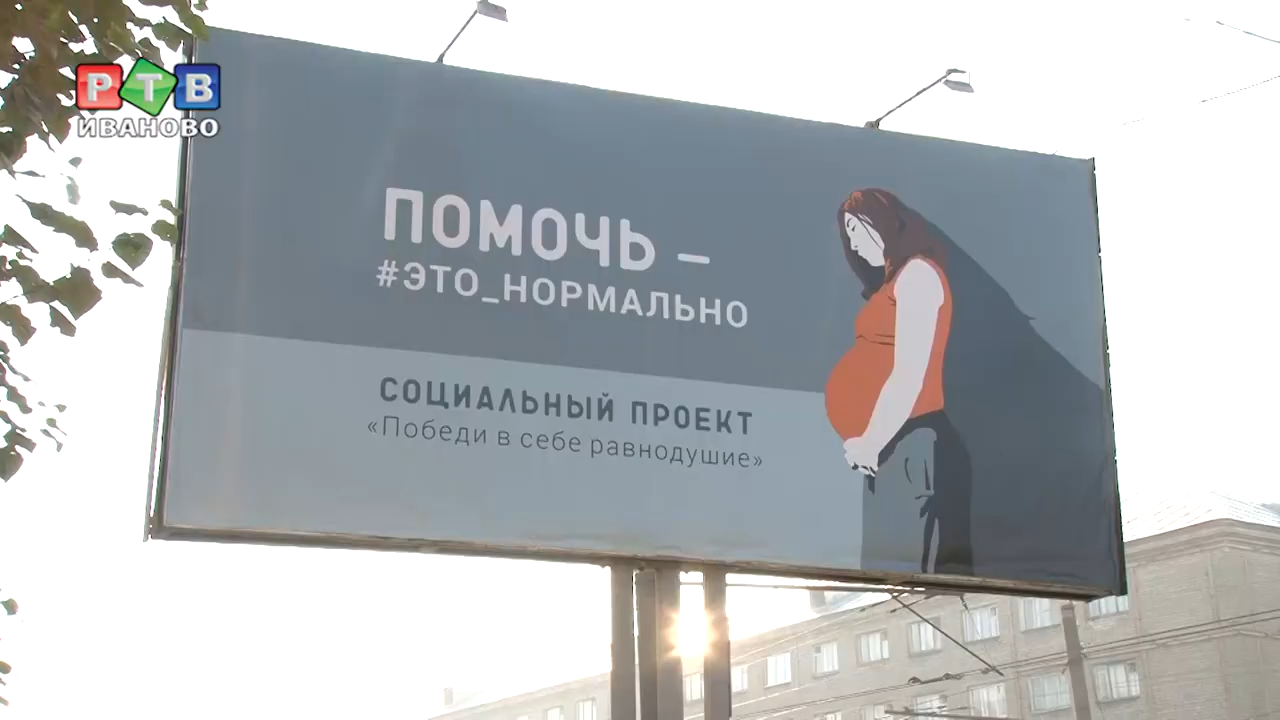 РТВ
ИВАНОВО
ПОМОЧЬ –
#ЭТО_НОРМАЛЬНО
СОЦИАЛЬНЫЙ ПРОЕКТ
«Победи в себе равнодушие»